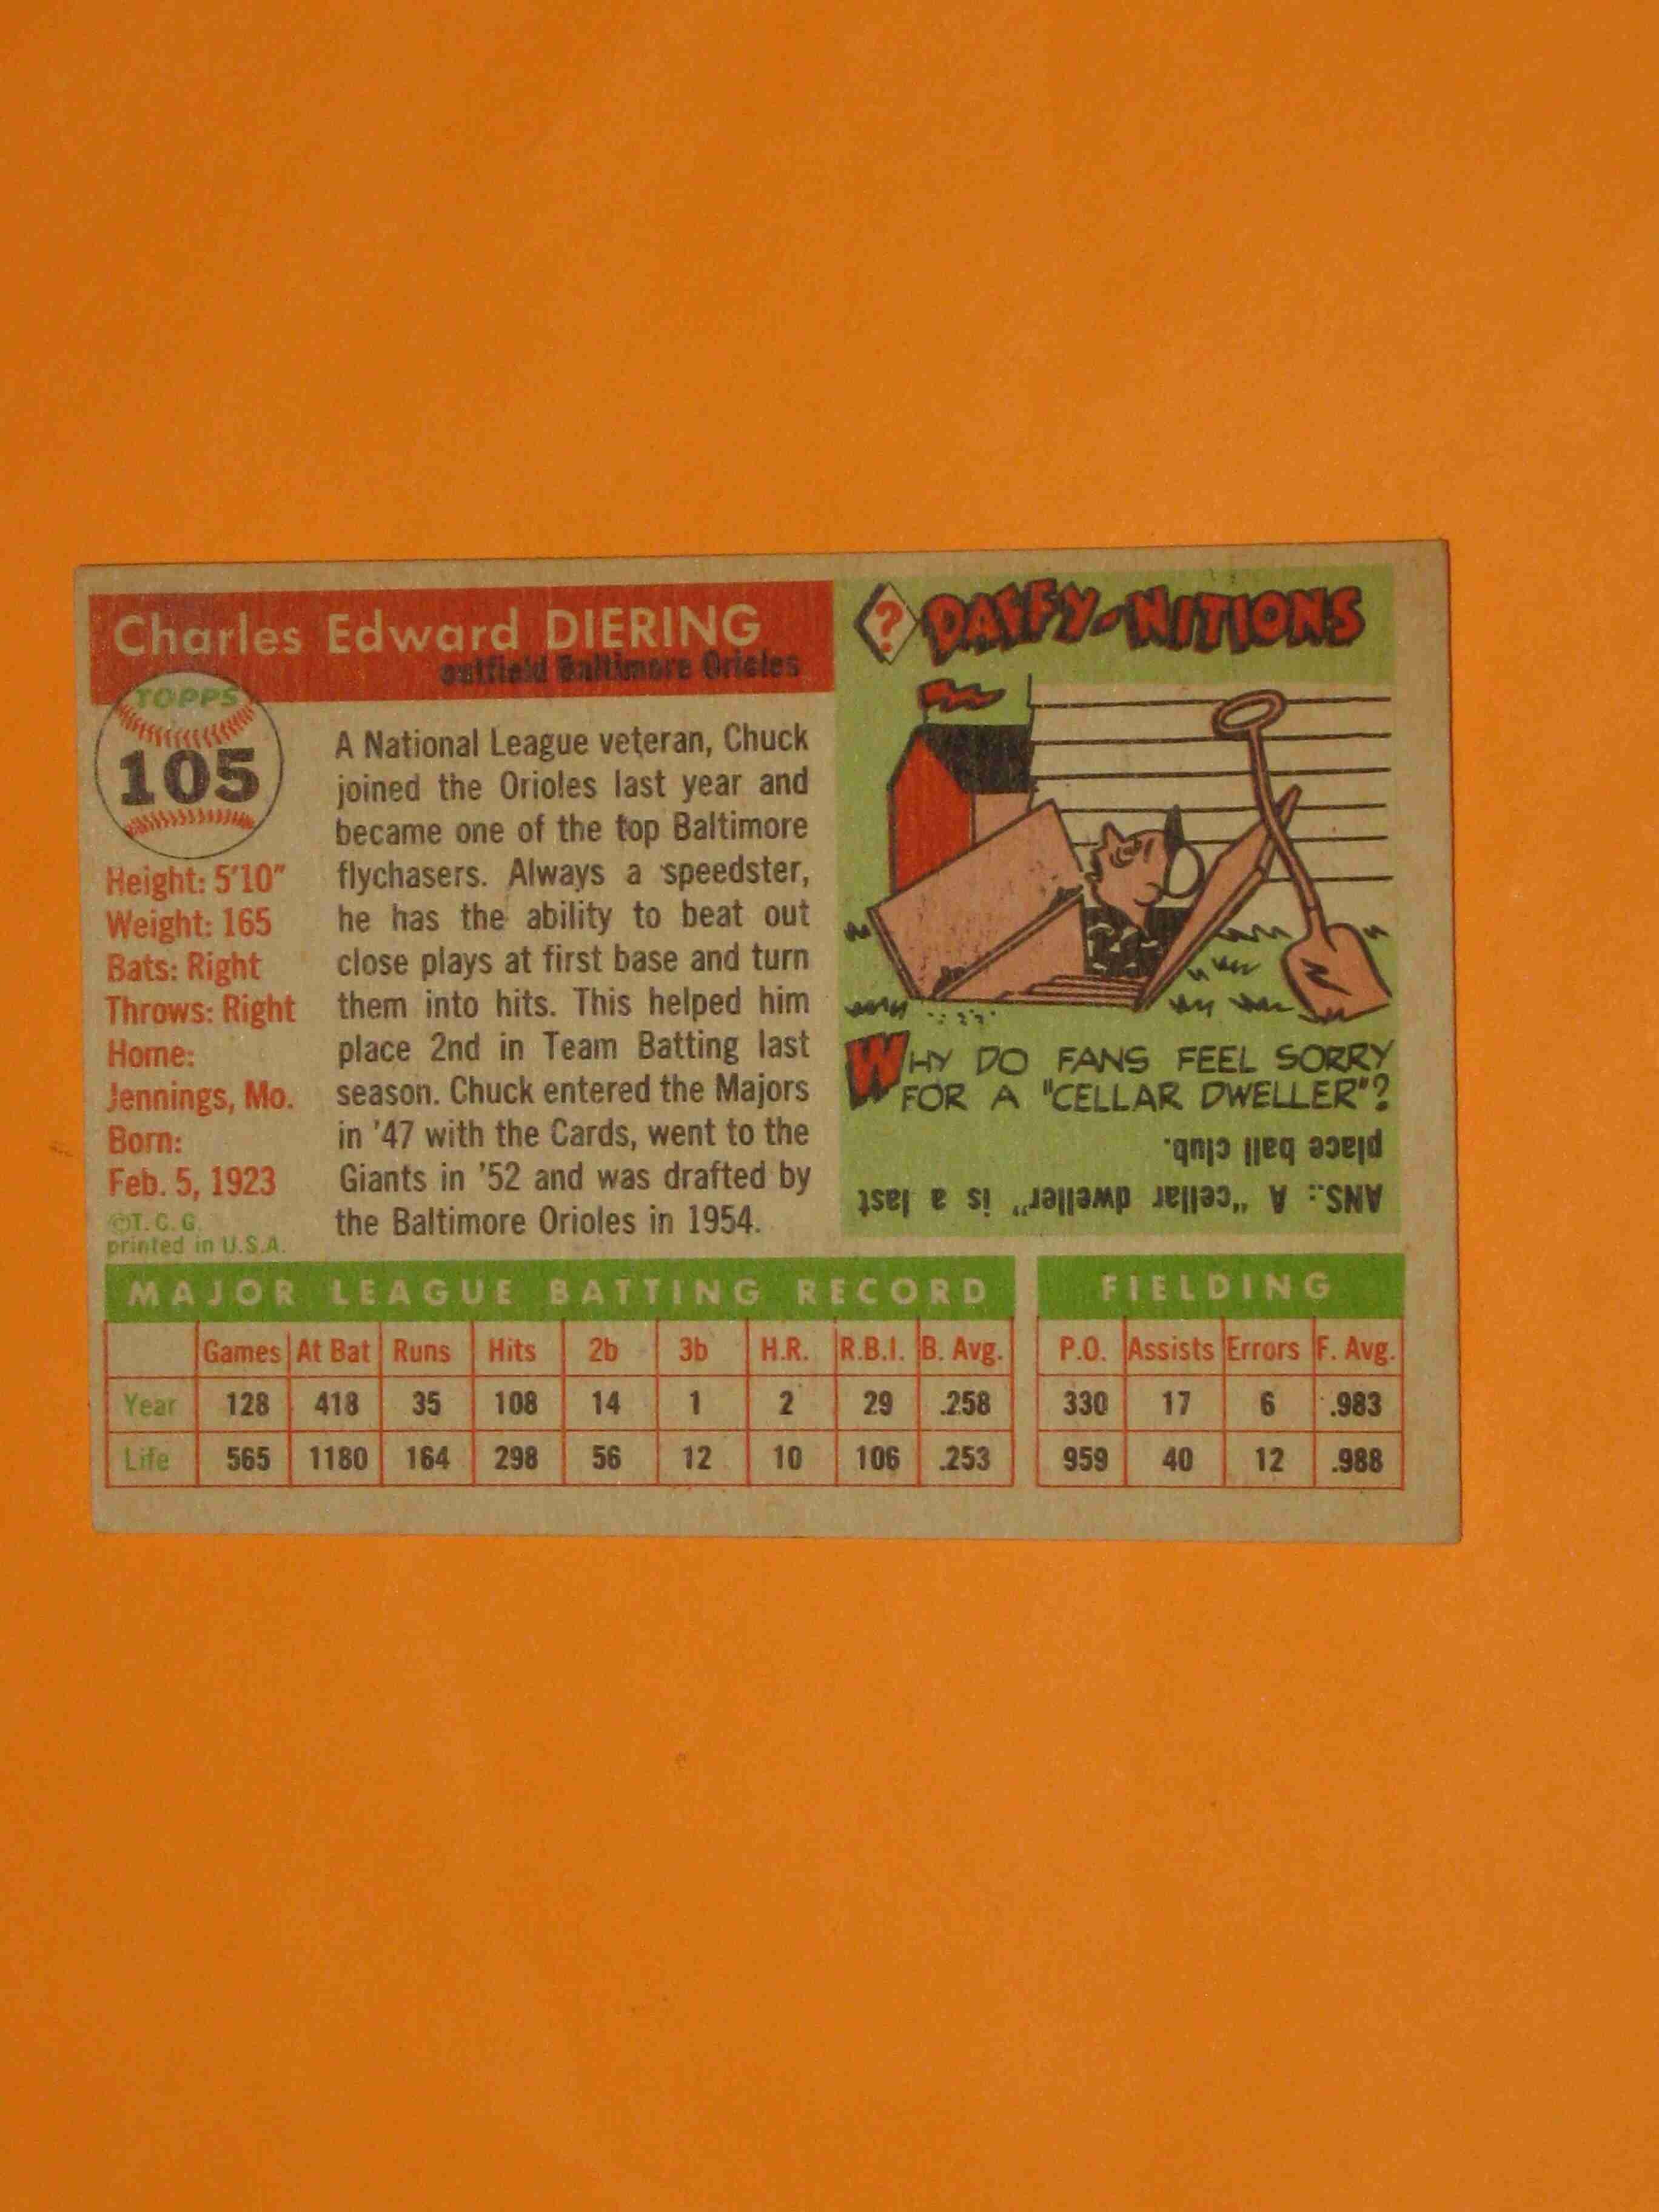 Charles Edward DIERING
outfield Baltimore Orioles
TOPPS
105
Height: 5'10"
Weight: 165
Bats: Right
Throws: Right
Home:
Jennings, Mo.
Born:
Feb. 5, 1923
©T.C.G.
printed in U.S.A.
A National League veteran, Chuck
joined the Orioles last year and
became one of the top Baltimore
flychasers. Always a speedster,
he has the ability to beat out
close plays at first base and turn
them into hits. This helped him
place 2nd in Team Batting last
season. Chuck entered the Majors
in '47 with the Cards, went to the
Giants in '52 and was drafted by
the Baltimore Orioles in 1954.
? DAFFY-NITIONS
WHY DO FANS FEEL SORRY
FOR A "CELLAR DWELLER"?
ANS.: A "cellar dweller" is a last
place ball club.
MAJOR LEAGUE BATTING RECORD
Games At Bat Runs Hits 2b 3b H.R. R.B.I. B. Avg.
Year 128 418 35 108 14 1 2 29 .258
Life 565 1180 164 298 56 12 10 106 .253
FIELDING
P.O. Assists Errors F. Avg.
330 17 6 .983
959 40 12 .988